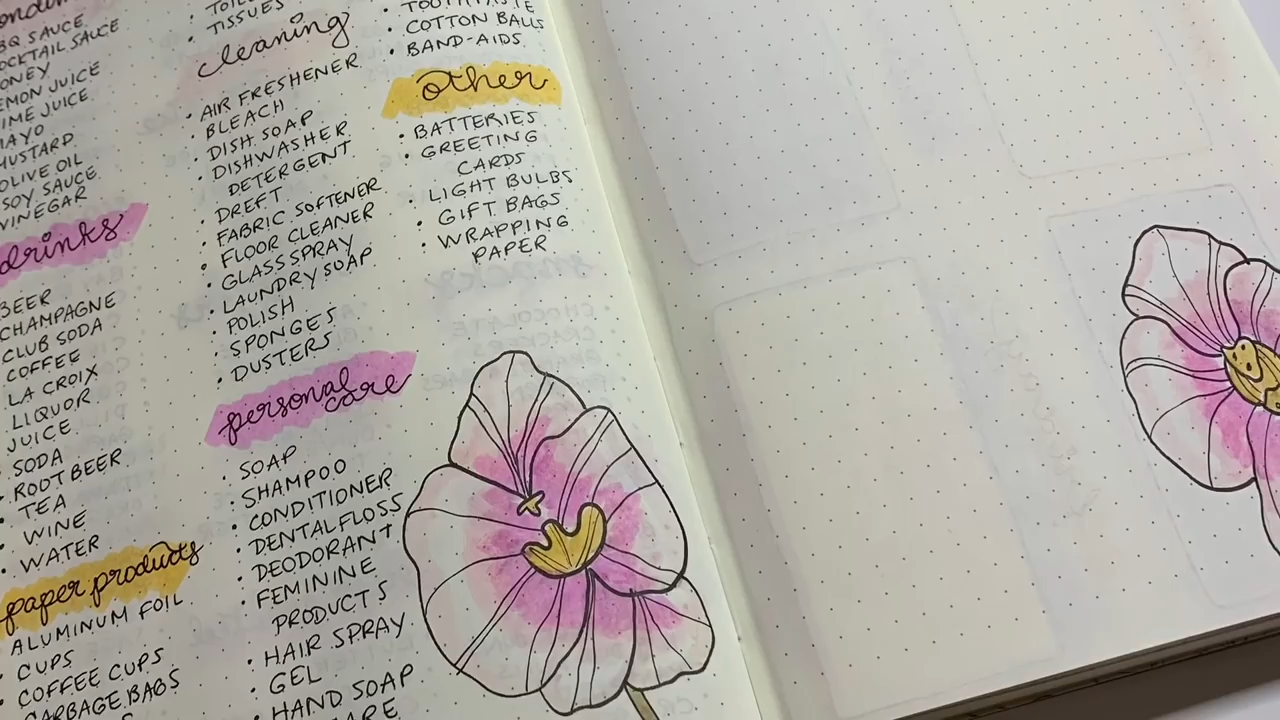 SAUCE
COCKTAIL SAUCE
HONEY
LEMON JUICE
LIME JUICE
MAYO
MUSTARD
OLIVE OIL
SOY SAUCE
VINEGAR
drinks
BEER
CHAMPAGNE
CLUB SODA
COFFEE
LA CROIX
LIQUOR
JUICE
• SODA
• ROOT BEER
• TEA
• WINE
• WATER
paper products
ALUMINUM FOIL
• CUPS
• COFFEE CUPS
GARBAGE BAGS
• TISSUES
cleaning
• AIR FRESHENER
• BLEACH
• DISH SOAP
• DISHWASHER
DETERGENT
• DREFT
• FABRIC SOFTENER
• FLOOR CLEANER
• GLASS SPRAY
• LAUNDRY SOAP
• POLISH
• SPONGES
• DUSTERS
personal care
• SOAP
• SHAMPOO
• CONDITIONER
• DENTAL FLOSS
• DEODORANT
• FEMININE
PRODUCTS
• HAIR SPRAY
• GEL
• HAND SOAP
• TOOTHPASTE
• COTTON BALLS
• BAND-AIDS
other
• BATTERIES
• GREETING
CARDS
• LIGHT BULBS
• GIFT BAGS
• WRAPPING
PAPER